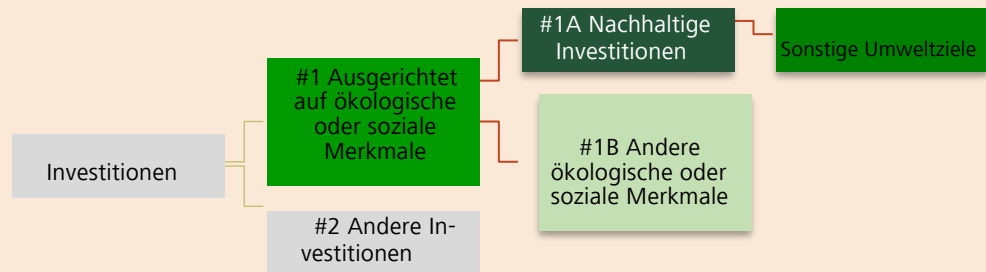 Investitionen
#1 Ausgerichtet
auf ökologische
oder soziale
Merkmale
#2 Andere In-
vestitionen
#1A Nachhaltige
Investitionen
#1B Andere
ökologische oder
soziale Merkmale
Sonstige Umweltziele